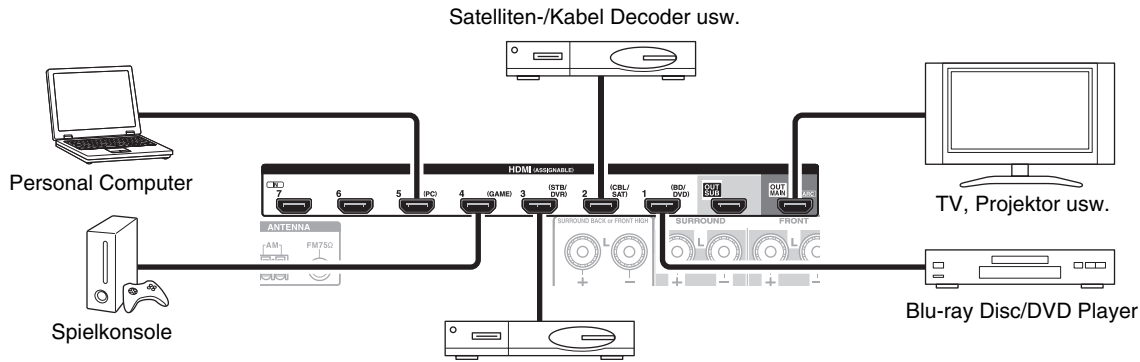 Satelliten-/Kabel Decoder usw.
Personal Computer
TV, Projektor usw.
HDMI (ASSIGNABLE)
IN
7
6
5 (PC)
4 (GAME)
3 (STB/DVR)
2 (CBL/SAT)
1 (BD/DVD)
OUT SUB
OUT MAIN (ARC)
ANTENNA
AM
FM75Ω
SURROUND BACK or FRONT HIGH
SURROUND
FRONT
L
L
L
+
-
+
-
+
-
Spielkonsole
Blu-ray Disc/DVD Player